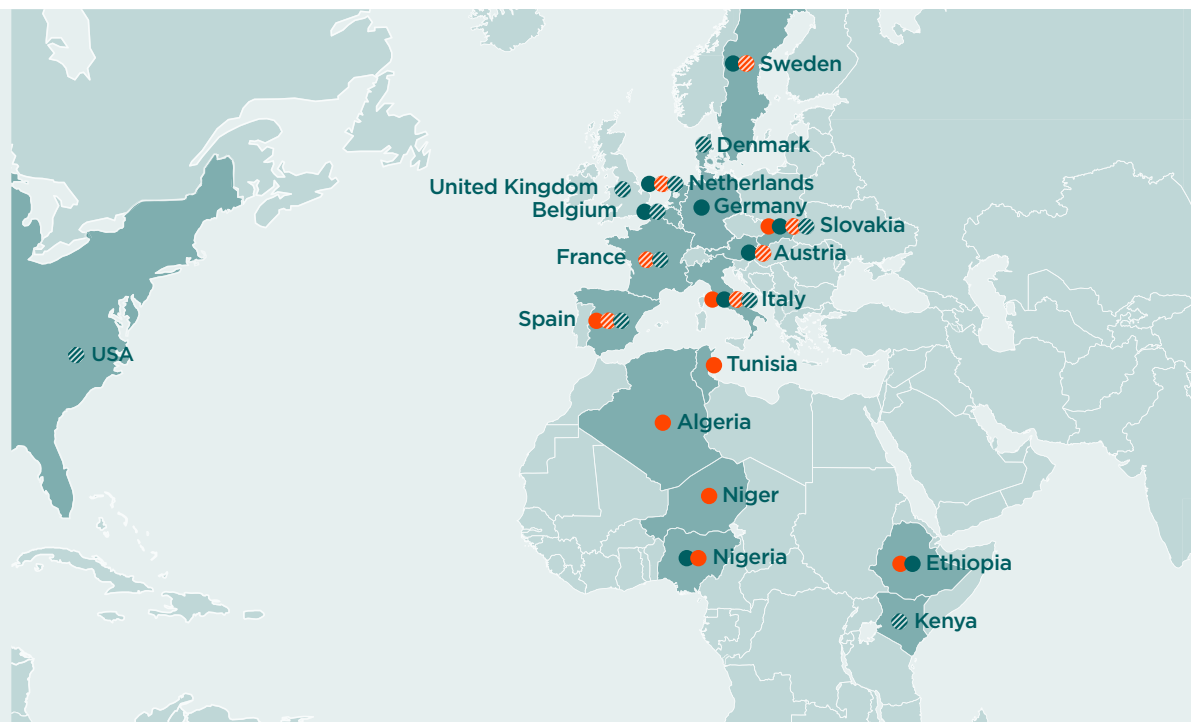 Sweden
Denmark
United Kingdom
Netherlands
Belgium
Germany
Slovakia
France
Austria
Italy
Spain
USA
Tunisia
Algeria
Niger
Nigeria
Ethiopia
Kenya